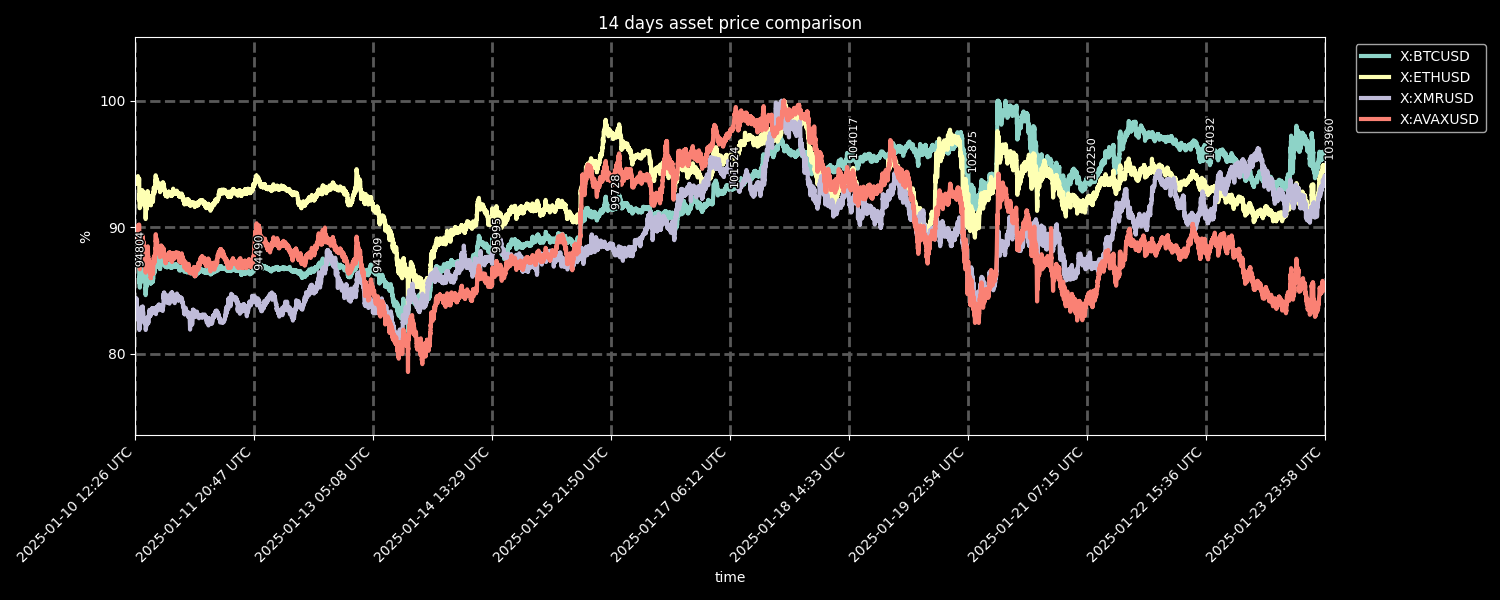 14 days asset price comparison
X:BTCUSD
X:ETHUSD
X:XMRUSD
X:AVAXUSD
100
90
80
%
94804
94490
94309
95995
99728
101524
104017
102875
102250
104032
103960
2025-01-10 12:26 UTC
2025-01-11 20:47 UTC
2025-01-13 05:08 UTC
2025-01-14 13:29 UTC
2025-01-15 21:50 UTC
2025-01-17 06:12 UTC
2025-01-18 14:33 UTC
2025-01-19 22:54 UTC
2025-01-21 07:15 UTC
2025-01-22 15:36 UTC
2025-01-23 23:58 UTC
time